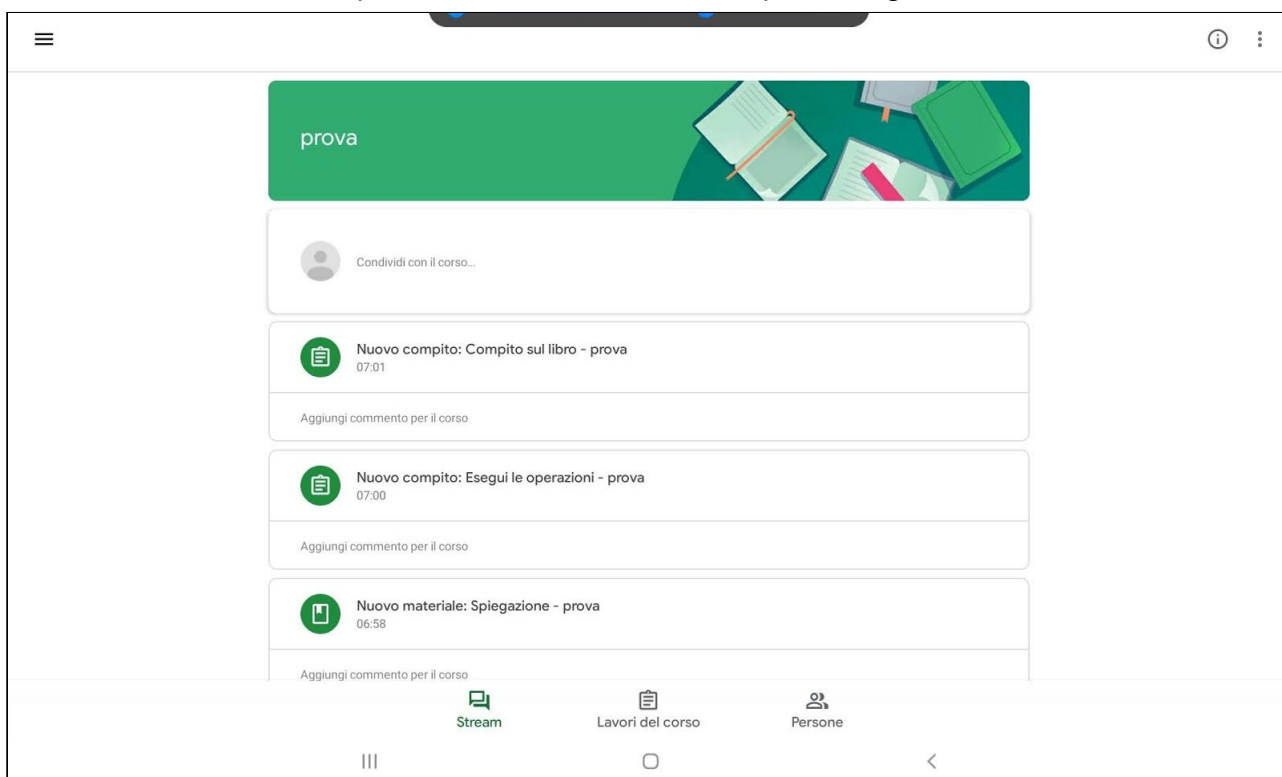 prova
Condividi con il corso...
Nuovo compito: Compito sul libro - prova
07:01
Aggiungi commento per il corso
Nuovo compito: Esegui le operazioni - prova
07:00
Aggiungi commento per il corso
Nuovo materiale: Spiegazione - prova
06:58
Aggiungi commento per il corso
Stream
Lavori del corso
Persone